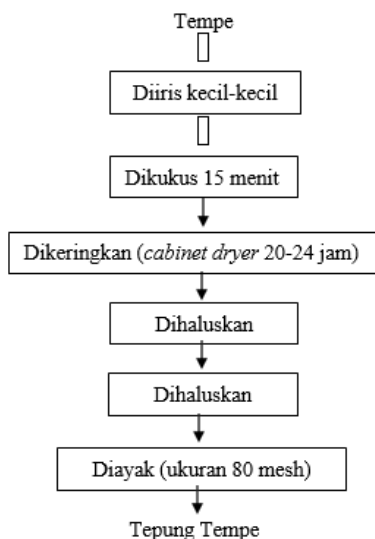 Tempe
Diiris kecil-kecil
Dikukus 15 menit
Dikeringkan (cabinet dryer 20-24 jam)
Dihaluskan
Dihaluskan
Diayak (ukuran 80 mesh)
Tepung Tempe